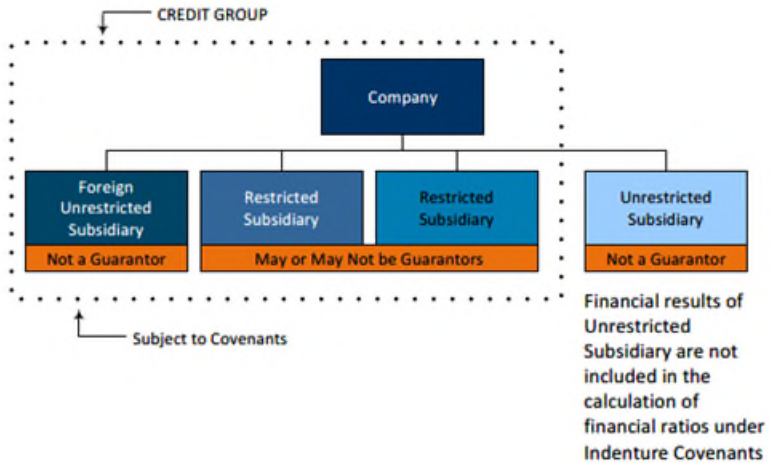 CREDIT GROUP
Company
Foreign
Unrestricted
Subsidiary
Restricted
Subsidiary
Restricted
Subsidiary
Unrestricted
Subsidiary
Not a Guarantor
May or May Not be Guarantors
Not a Guarantor
Subject to Covenants
Financial results of
Unrestricted
Subsidiary are not
included in the
calculation of
financial ratios under
Indenture Covenants